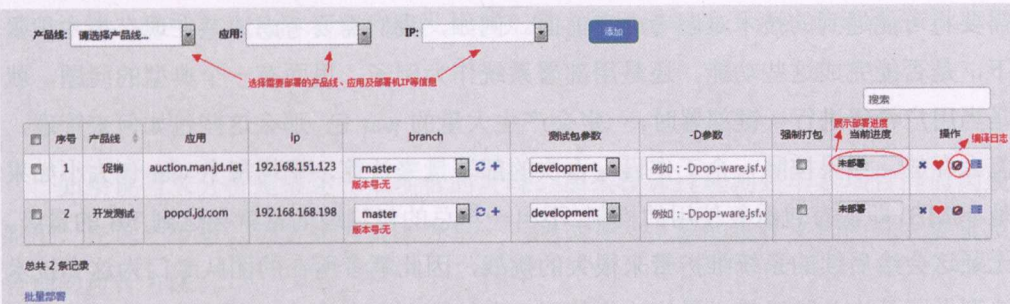 产品线: 请选择产品线... 应用: IP: 添加
选择需要部署的产品线、应用及部署机IP等信息
搜索
展示部署进度
序号 产品线 应用 ip branch 测试包参数 -D参数 强制打包 当前进度 操作
编译日志
1 促销 auction.man.jd.net 192.168.151.123 master development 例如：-Dpop-ware.jsf.v 未部署
版本号:无
2 开发测试 popci.jd.com 192.168.168.198 master development 例如：-Dpop-ware.jsf.v 未部署
版本号:无
总共 2 条记录
批量部署